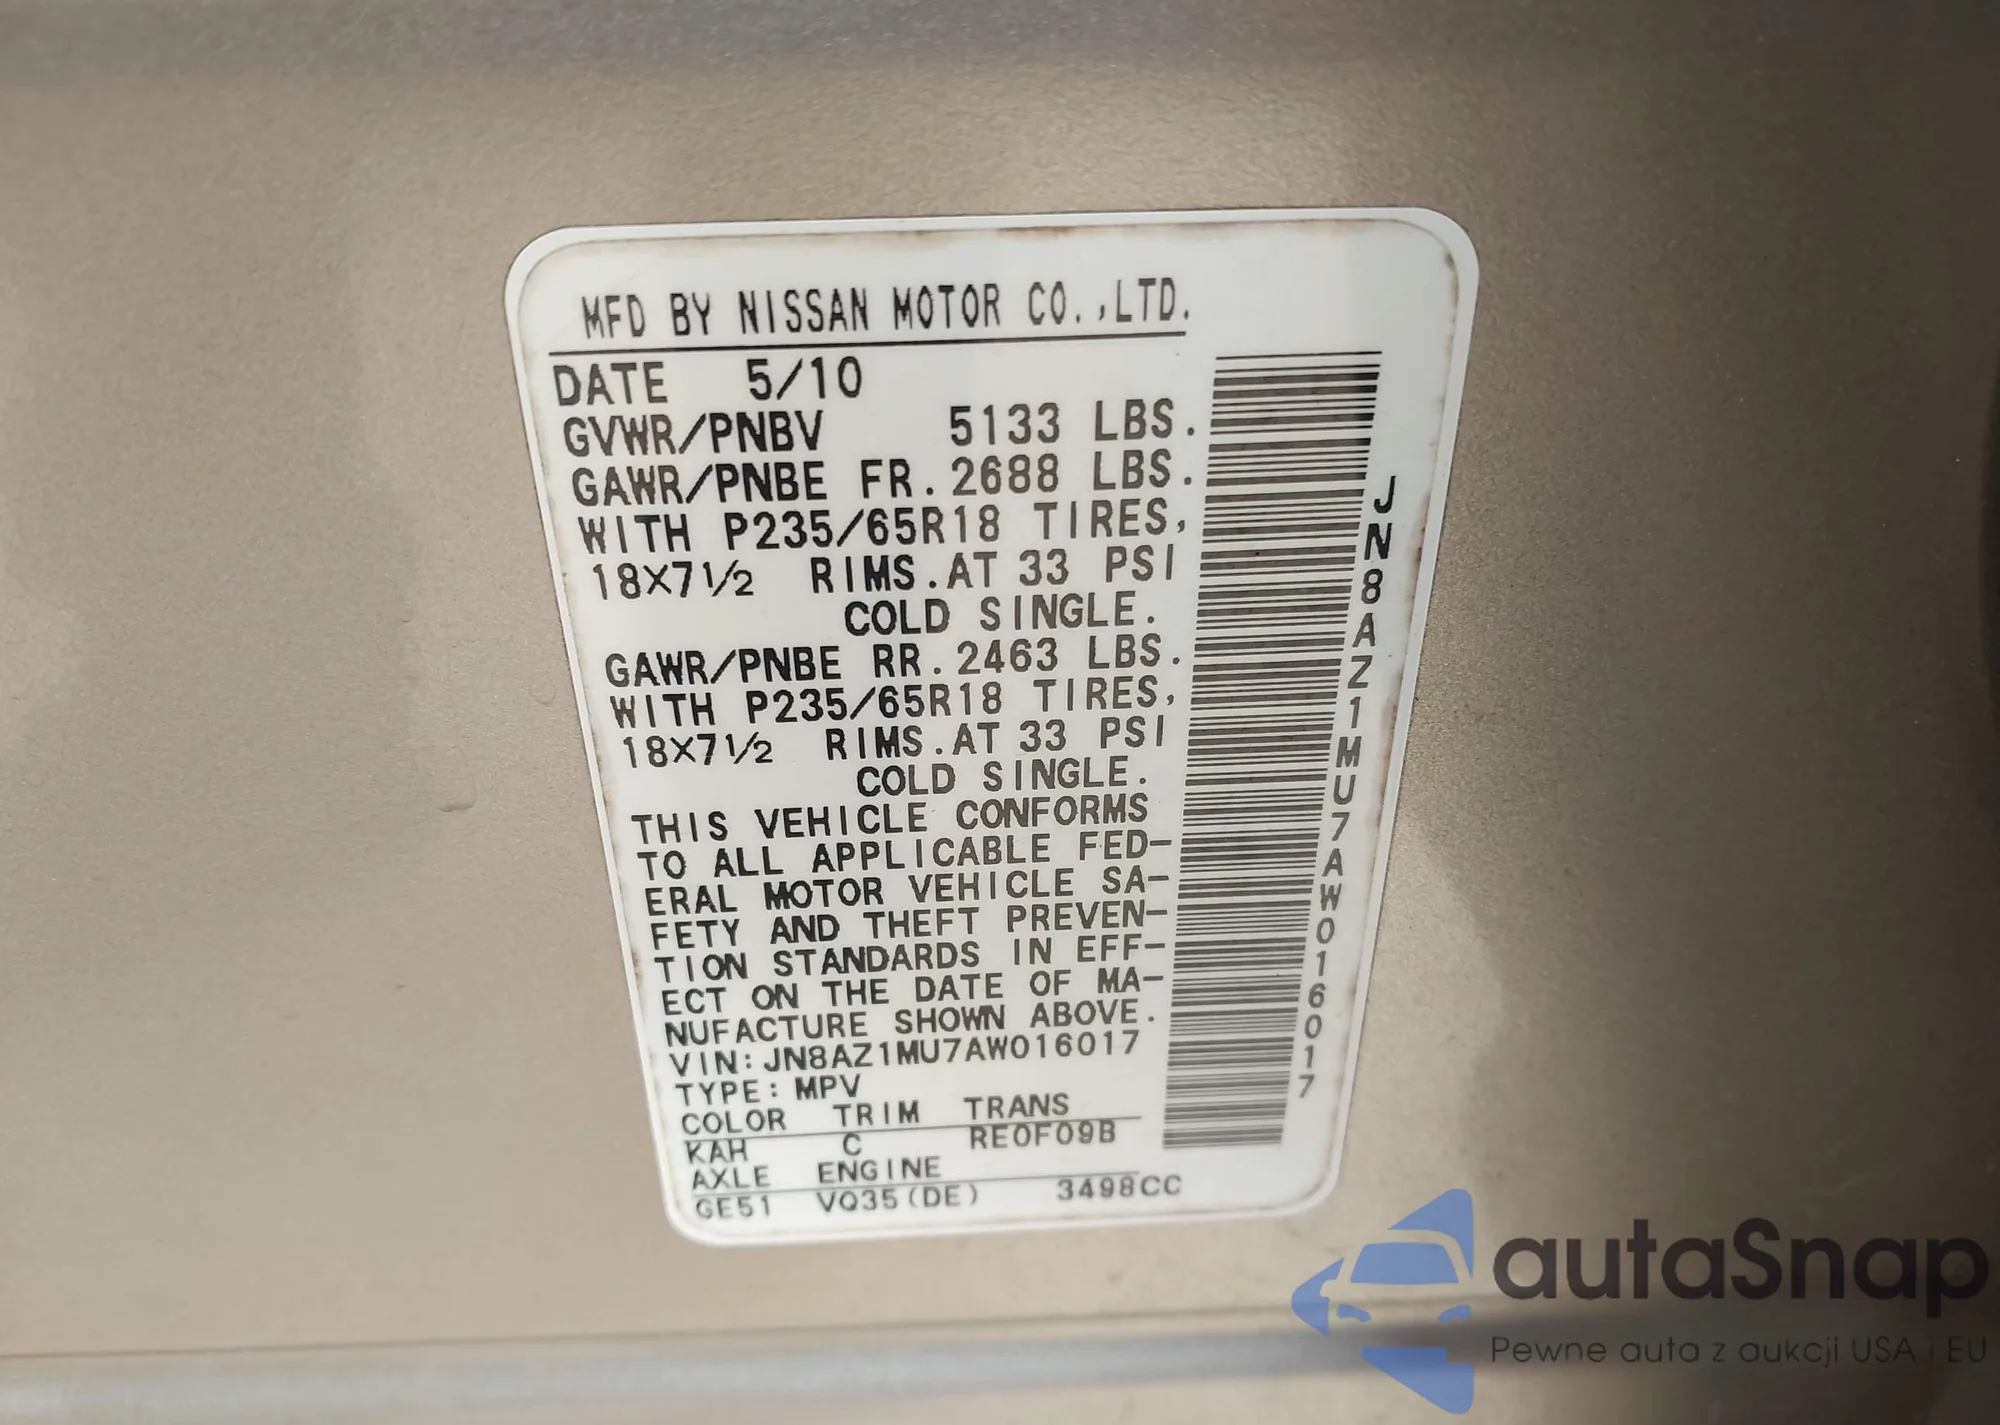 MFD BY NISSAN MOTOR CO.,LTD.
DATE 5/10
GVWR/PNBV 5133 LBS.
GAWR/PNBE FR.2688 LBS.
WITH P235/65R18 TIRES,
18X7½ RIMS.AT 33 PSI
COLD SINGLE.
GAWR/PNBE RR.2463 LBS.
WITH P235/65R18 TIRES,
18X7½ RIMS.AT 33 PSI
COLD SINGLE.
THIS VEHICLE CONFORMS
TO ALL APPLICABLE FED-
ERAL MOTOR VEHICLE SA-
FETY AND THEFT PREVEN-
TION STANDARDS IN EFF-
ECT ON THE DATE OF MA-
NUFACTURE SHOWN ABOVE.
VIN:JN8AZ1MU7AW016017
TYPE:MPV
COLOR TRIM TRANS
KAH C RE0F09B
AXLE ENGINE
GE51 VQ35(DE) 3498CC
JN8AZ1MU7AW016017
autaSnap
Pewne auta z aukcji USA i EU